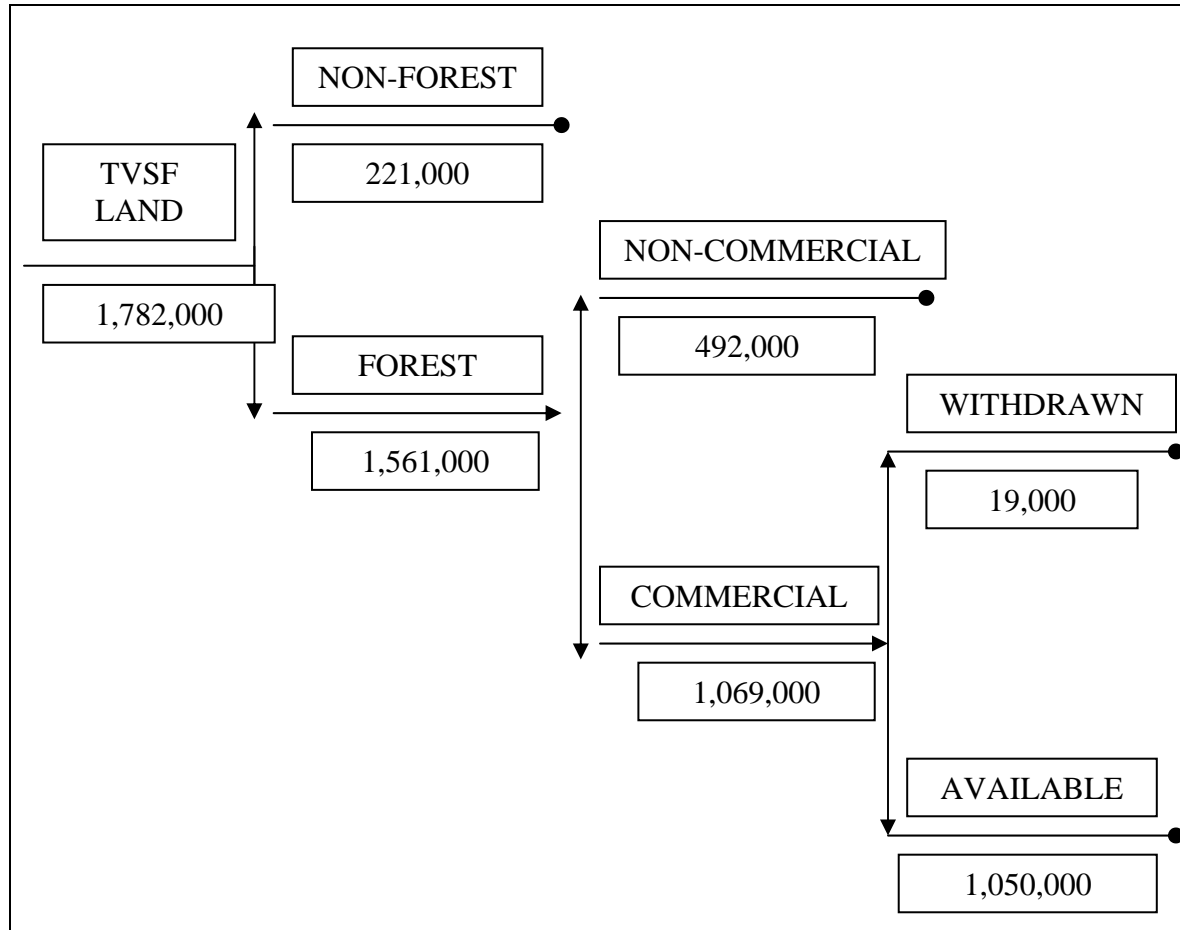 NON-FOREST
221,000
TVSF
LAND
1,782,000
FOREST
1,561,000
NON-COMMERCIAL
492,000
COMMERCIAL
1,069,000
WITHDRAWN
19,000
AVAILABLE
1,050,000